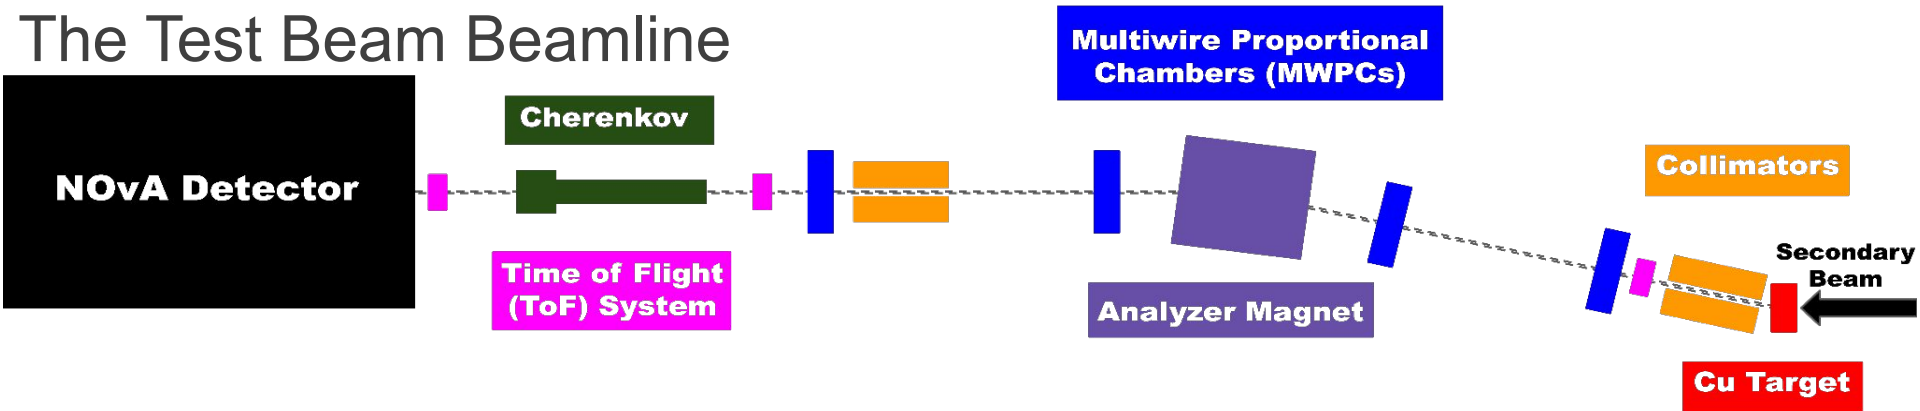 The Test Beam Beamline
Multiwire Proportional
Chambers (MWPCs)
Cherenkov
NOvA Detector
Collimators
Secondary
Beam
Time of Flight
(ToF) System
Analyzer Magnet
Cu Target